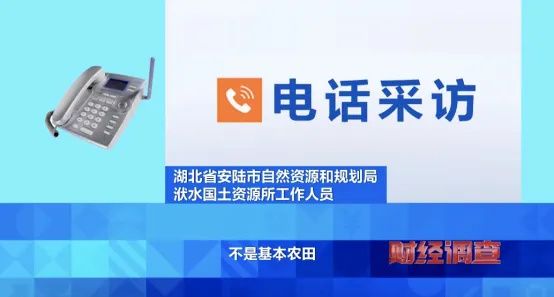 电话采访
湖北省安陆市自然资源和规划局
洑水国土资源所工作人员
不是基本农田
财经调查